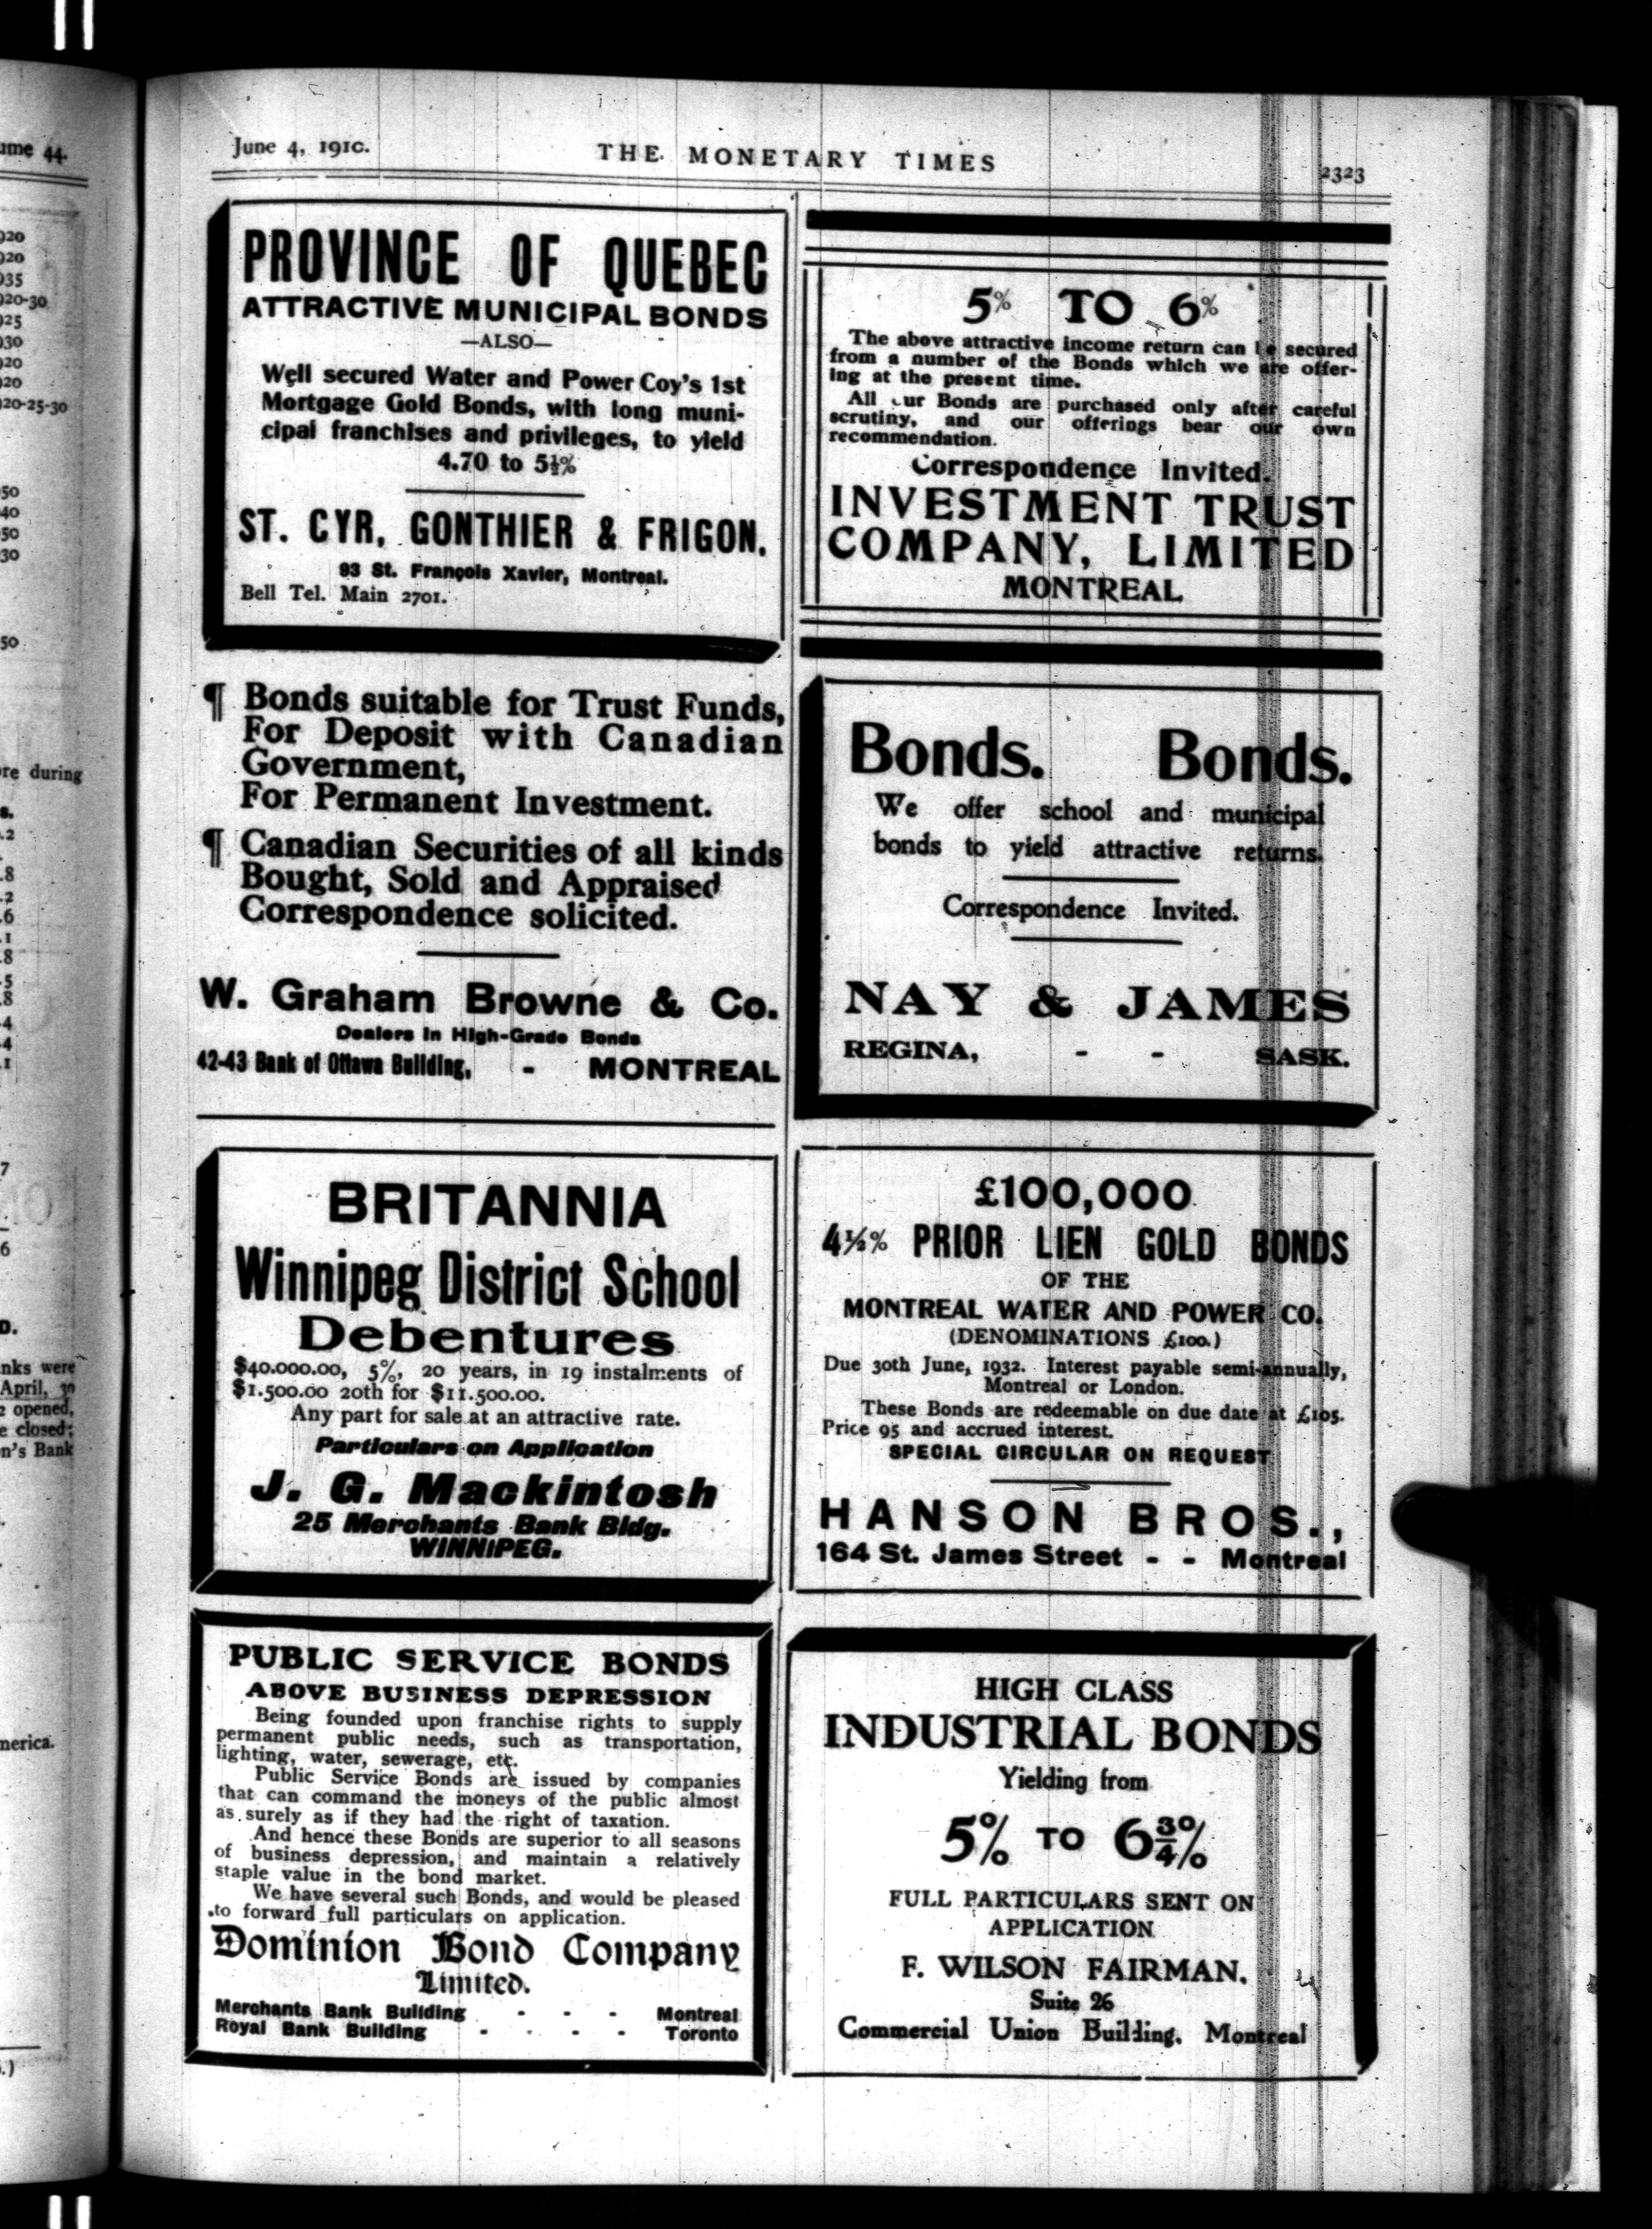 June 4, 1910.
THE MONETARY TIMES
2323
PROVINCE OF QUEBEC
ATTRACTIVE MUNICIPAL BONDS
—ALSO—
Well secured Water and Power Coy's 1st
Mortgage Gold Bonds, with long muni-
cipal franchises and privileges, to yield
4.70 to 5½%
ST. CYR, GONTHIER & FRIGON.
93 St. François Xavier, Montreal.
Bell Tel. Main 2701.
¶ Bonds suitable for Trust Funds,
For Deposit with Canadian
Government,
For Permanent Investment.
¶ Canadian Securities of all kinds
Bought, Sold and Appraised
Correspondence solicited.
W. Graham Browne & Co.
Dealers in High-Grade Bonds
42-43 Bank of Ottawa Building, - MONTREAL
BRITANNIA
Winnipeg District School
Debentures
$40.000.00, 5%, 20 years, in 19 instalments of
$1.500.00 20th for $11.500.00.
Any part for sale at an attractive rate.
Particulars on Application
J. G. Mackintosh
25 Merchants Bank Bldg.
WINNIPEG.
PUBLIC SERVICE BONDS
ABOVE BUSINESS DEPRESSION
Being founded upon franchise rights to supply
permanent public needs, such as transportation,
lighting, water, sewerage, etc.
Public Service Bonds are issued by companies
that can command the moneys of the public almost
as surely as if they had the right of taxation.
And hence these Bonds are superior to all seasons
of business depression, and maintain a relatively
staple value in the bond market.
We have several such Bonds, and would be pleased
to forward full particulars on application.
Dominion Bond Company
Limited.
Merchants Bank Building - - - Montreal
Royal Bank Building - - - - Toronto
5% TO 6%
The above attractive income return can be secured
from a number of the Bonds which we are offer-
ing at the present time.
All our Bonds are purchased only after careful
scrutiny, and our offerings bear our own
recommendation.
Correspondence Invited.
INVESTMENT TRUST
COMPANY, LIMITED
MONTREAL
Bonds. Bonds.
We offer school and municipal
bonds to yield attractive returns.
Correspondence Invited.
NAY & JAMES
REGINA, - - SASK.
£100,000
4½% PRIOR LIEN GOLD BONDS
OF THE
MONTREAL WATER AND POWER CO.
(DENOMINATIONS £100.)
Due 30th June, 1932. Interest payable semi-annually,
Montreal or London.
These Bonds are redeemable on due date at £105.
Price 95 and accrued interest.
SPECIAL CIRCULAR ON REQUEST
HANSON BROS.,
164 St. James Street - - Montreal
HIGH CLASS
INDUSTRIAL BONDS
Yielding from
5% TO 6¾%
FULL PARTICULARS SENT ON
APPLICATION
F. WILSON FAIRMAN,
Suite 26
Commercial Union Building, Montreal